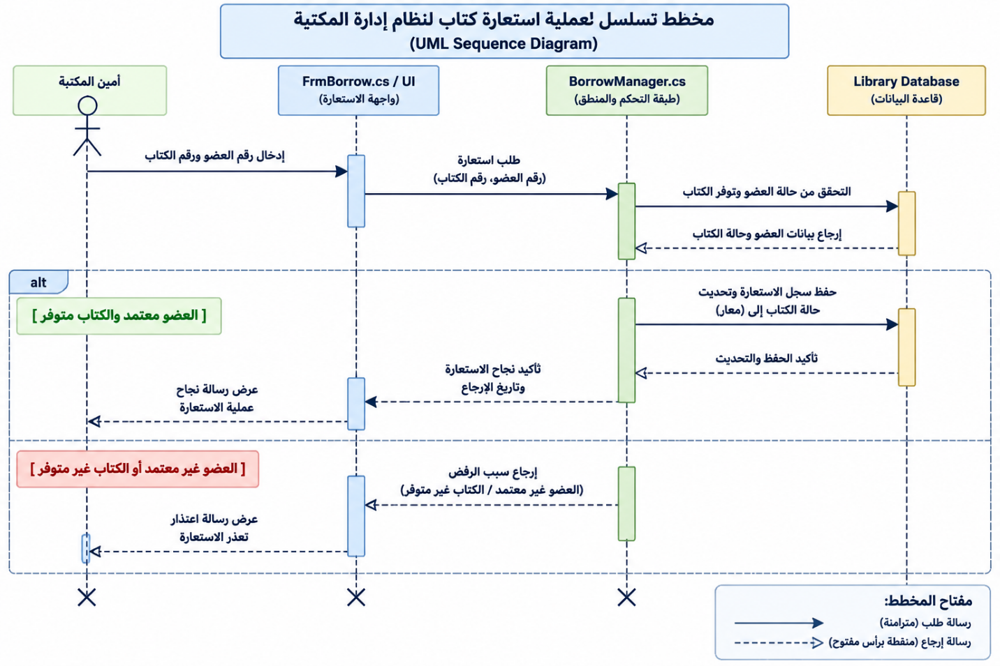 مخطط تسلسل !عملية استعارة كتاب لنظام إدارة المكتبة
(UML Sequence Diagram)
أمين المكتبة
FrmBorrow.cs / UI
(واجهة الاستعارة)
BorrowManager.cs
(طبقة التحكم والمنطق)
Library Database
(قاعدة البيانات)
إدخال رقم العضو ورقم الكتاب
طلب استعارة
(رقم العضو، رقم الكتاب)
التحقق من حالة العضو وتوفر الكتاب
إرجاع بيانات العضو وحالة الكتاب
alt
[ العضو معتمد والكتاب متوفر ]
حفظ سجل الاستعارة وتحديت
حالة الكتاب إلى (معار)
تأكيد الحفظ والتحديث
تأكيد نجاح الاستعارة
وتاريخ الإرجاع
عرض رسالة نجاح
عملية الاستعارة
[ العضو غير معتمد أو الكتاب غير متوفر ]
إرجاع سبب الرفض
(العضو غير معتمد / الكتاب غير متوفر)
عرض رسالة اعتذار
تعذر الاستعارة
مفتاح المخطط:
رسالة طلب (مترامنة)
رسالة إرجاع (منقطة برأس مفتوح)